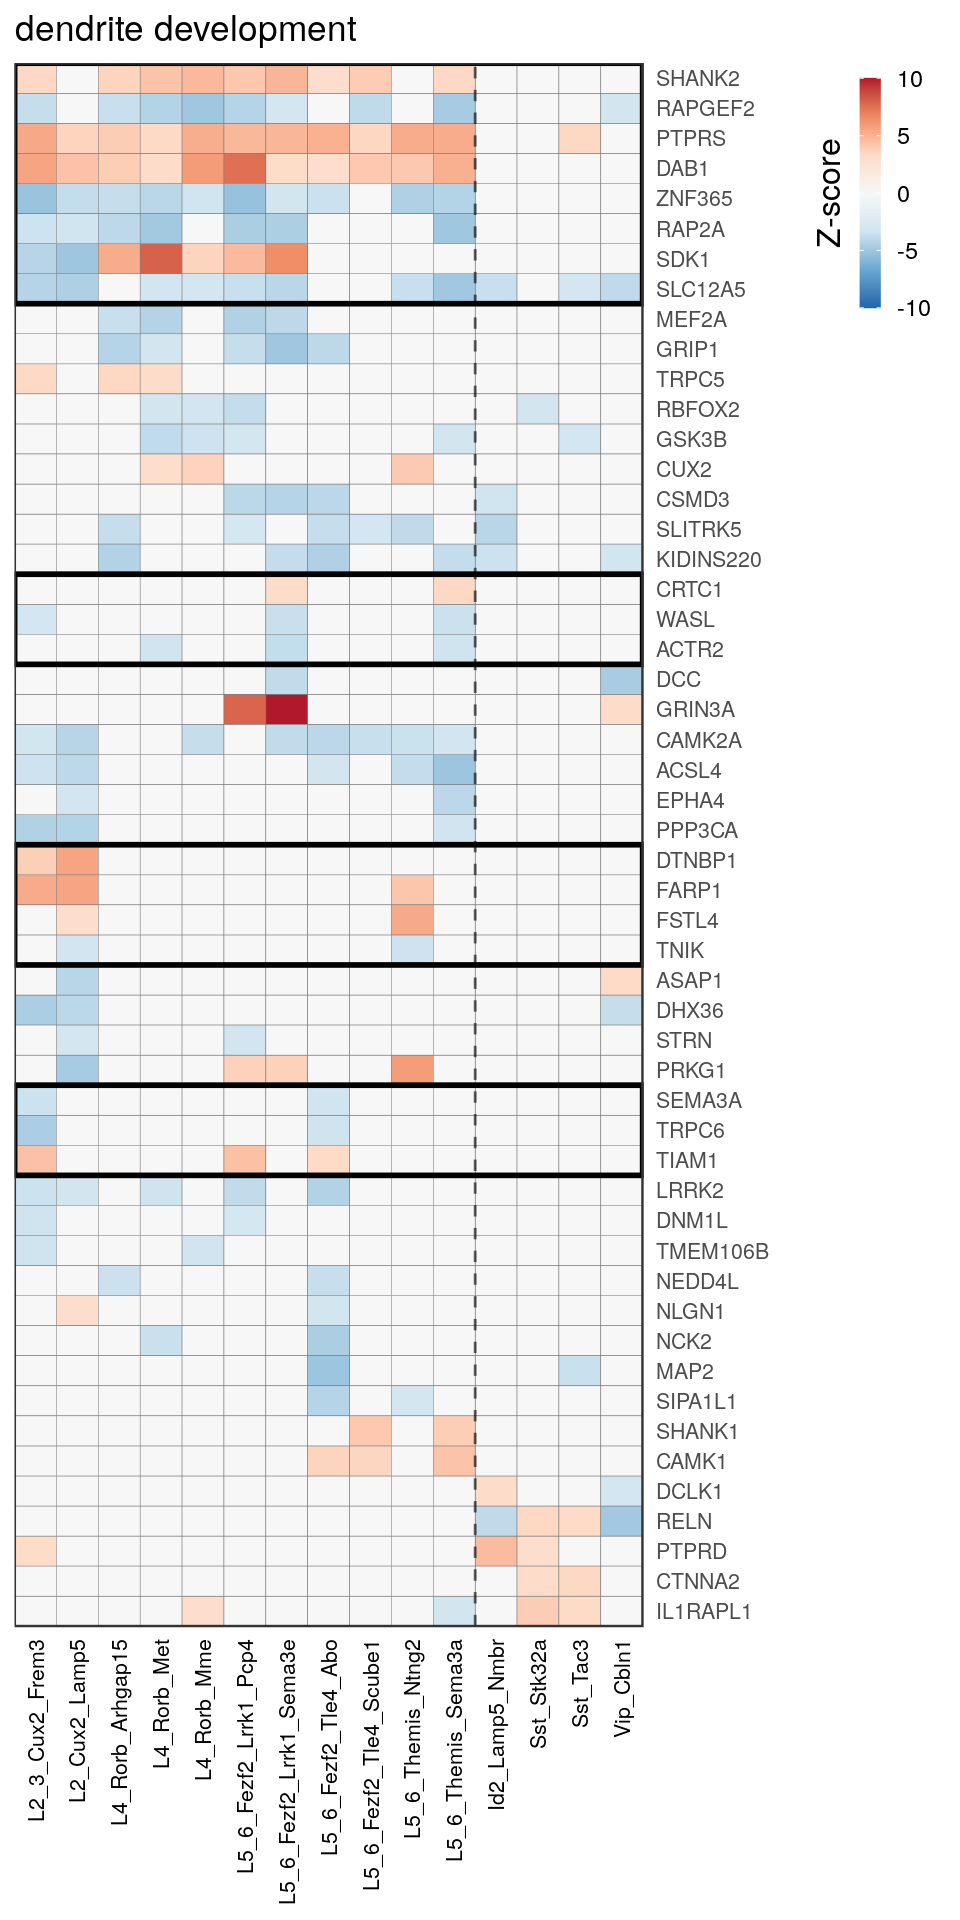 dendrite development
SHANK2
RAPGEF2
PTPRS
DAB1
ZNF365
RAP2A
SDK1
SLC12A5
MEF2A
GRIP1
TRPC5
RBFOX2
GSK3B
CUX2
CSMD3
SLITRK5
KIDINS220
CRTC1
WASL
ACTR2
DCC
GRIN3A
CAMK2A
ACSL4
EPHA4
PPP3CA
DTNBP1
FARP1
FSTL4
TNIK
ASAP1
DHX36
STRN
PRKG1
SEMA3A
TRPC6
TIAM1
LRRK2
DNM1L
TMEM106B
NEDD4L
NLGN1
NCK2
MAP2
SIPA1L1
SHANK1
CAMK1
DCLK1
RELN
PTPRD
CTNNA2
IL1RAPL1
L2_3_Cux2_Frem3
L2_Cux2_Lamp5
L4_Rorb_Arhgap15
L4_Rorb_Met
L4_Rorb_Mme
L5_6_Fezf2_Lrrk1_Pcp4
L5_6_Fezf2_Lrrk1_Sema3e
L5_6_Fezf2_Tle4_Abo
L5_6_Fezf2_Tle4_Scube1
L5_6_Themis_Ntng2
L5_6_Themis_Sema3a
Id2_Lamp5_Nmbr
Sst_Stk32a
Sst_Tac3
Vip_Cbln1
Z-score
10
5
0
-5
-10